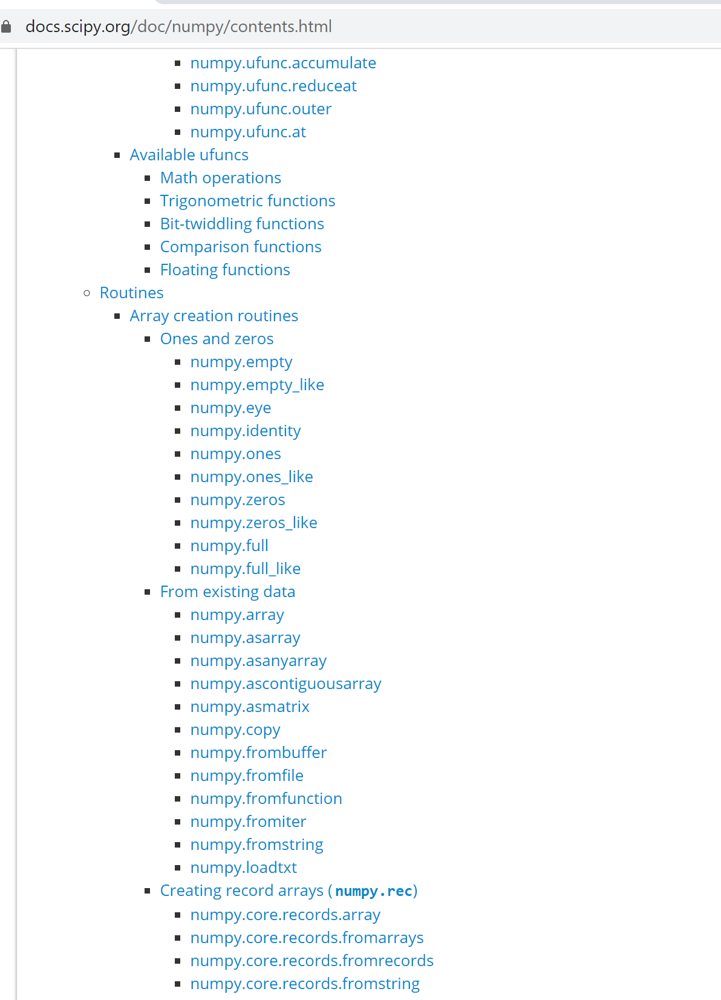 docs.scipy.org/doc/numpy/contents.html
numpy.ufunc.accumulate
numpy.ufunc.reduceat
numpy.ufunc.outer
numpy.ufunc.at
Available ufuncs
Math operations
Trigonometric functions
Bit-twiddling functions
Comparison functions
Floating functions
Routines
Array creation routines
Ones and zeros
numpy.empty
numpy.empty_like
numpy.eye
numpy.identity
numpy.ones
numpy.ones_like
numpy.zeros
numpy.zeros_like
numpy.full
numpy.full_like
From existing data
numpy.array
numpy.asarray
numpy.asanyarray
numpy.ascontiguousarray
numpy.asmatrix
numpy.copy
numpy.frombuffer
numpy.fromfile
numpy.fromfunction
numpy.fromiter
numpy.fromstring
numpy.loadtxt
Creating record arrays (numpy.rec)
numpy.core.records.array
numpy.core.records.fromarrays
numpy.core.records.fromrecords
numpy.core.records.fromstring